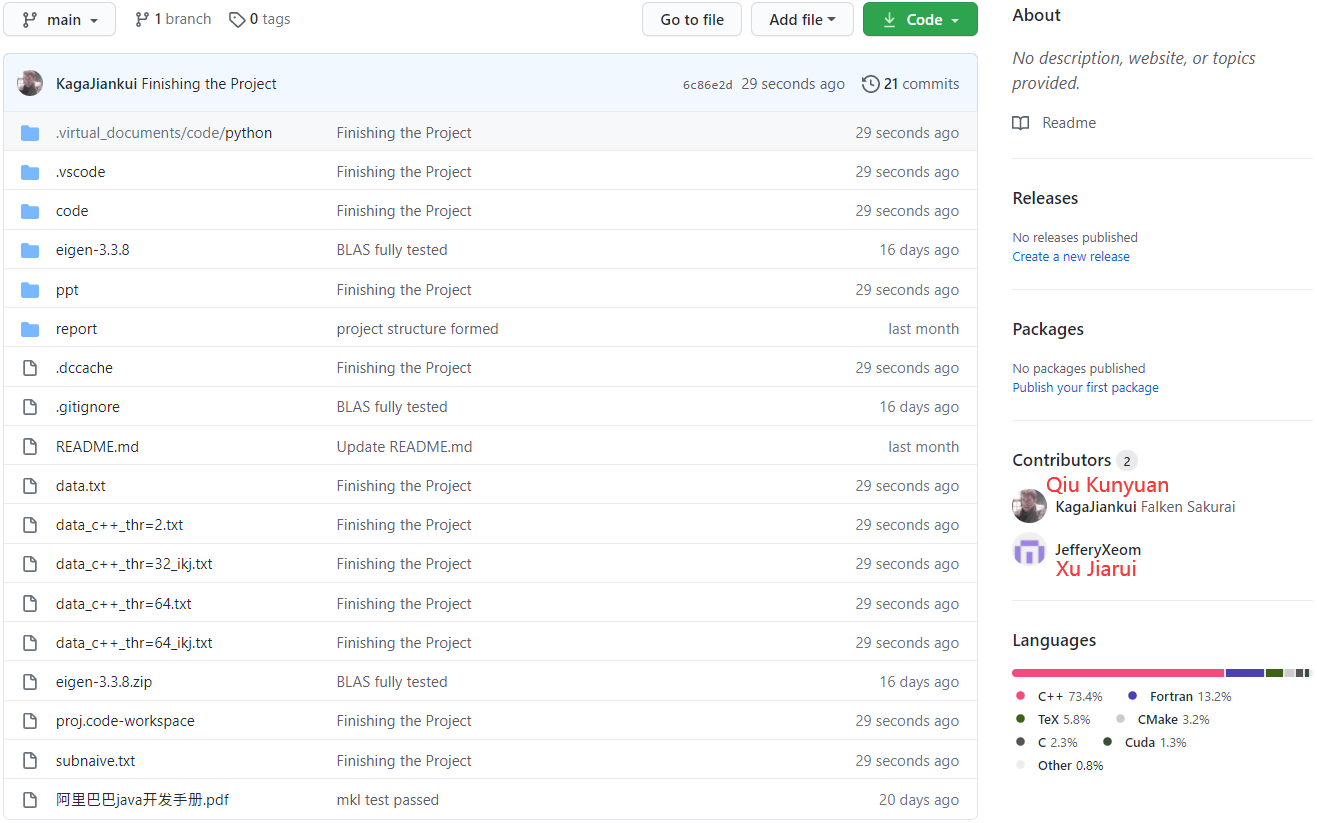 main 1 branch 0 tags Go to file Add file Code
KagaJiankui Finishing the Project 6c86e2d 29 seconds ago 21 commits
.virtual_documents/code/python Finishing the Project 29 seconds ago
.vscode Finishing the Project 29 seconds ago
code Finishing the Project 29 seconds ago
eigen-3.3.8 BLAS fully tested 16 days ago
ppt Finishing the Project 29 seconds ago
report project structure formed last month
.dccache Finishing the Project 29 seconds ago
.gitignore BLAS fully tested 16 days ago
README.md Update README.md last month
data.txt Finishing the Project 29 seconds ago
data_c++_thr=2.txt Finishing the Project 29 seconds ago
data_c++_thr=32_ikj.txt Finishing the Project 29 seconds ago
data_c++_thr=64.txt Finishing the Project 29 seconds ago
data_c++_thr=64_ikj.txt Finishing the Project 29 seconds ago
eigen-3.3.8.zip BLAS fully tested 16 days ago
proj.code-workspace Finishing the Project 29 seconds ago
subnaive.txt Finishing the Project 29 seconds ago
阿里巴巴java开发手册.pdf mkl test passed 20 days ago
About
No description, website, or topics
provided.
Readme
Releases
No releases published
Create a new release
Packages
No packages published
Publish your first package
Contributors 2
Qiu Kunyuan
KagaJiankui Falken Sakurai
JefferyXeom
Xu Jiarui
Languages
C++ 73.4% Fortran 13.2%
TeX 5.8% CMake 3.2%
C 2.3% Cuda 1.3%
Other 0.8%